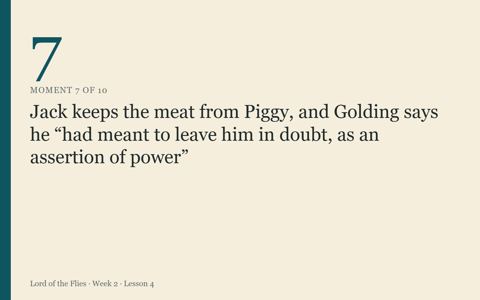 7
MOMENT 7 OF 10
Jack keeps the meat from Piggy, and Golding says
he “had meant to leave him in doubt, as an
assertion of power”
Lord of the Flies · Week 2 · Lesson 4